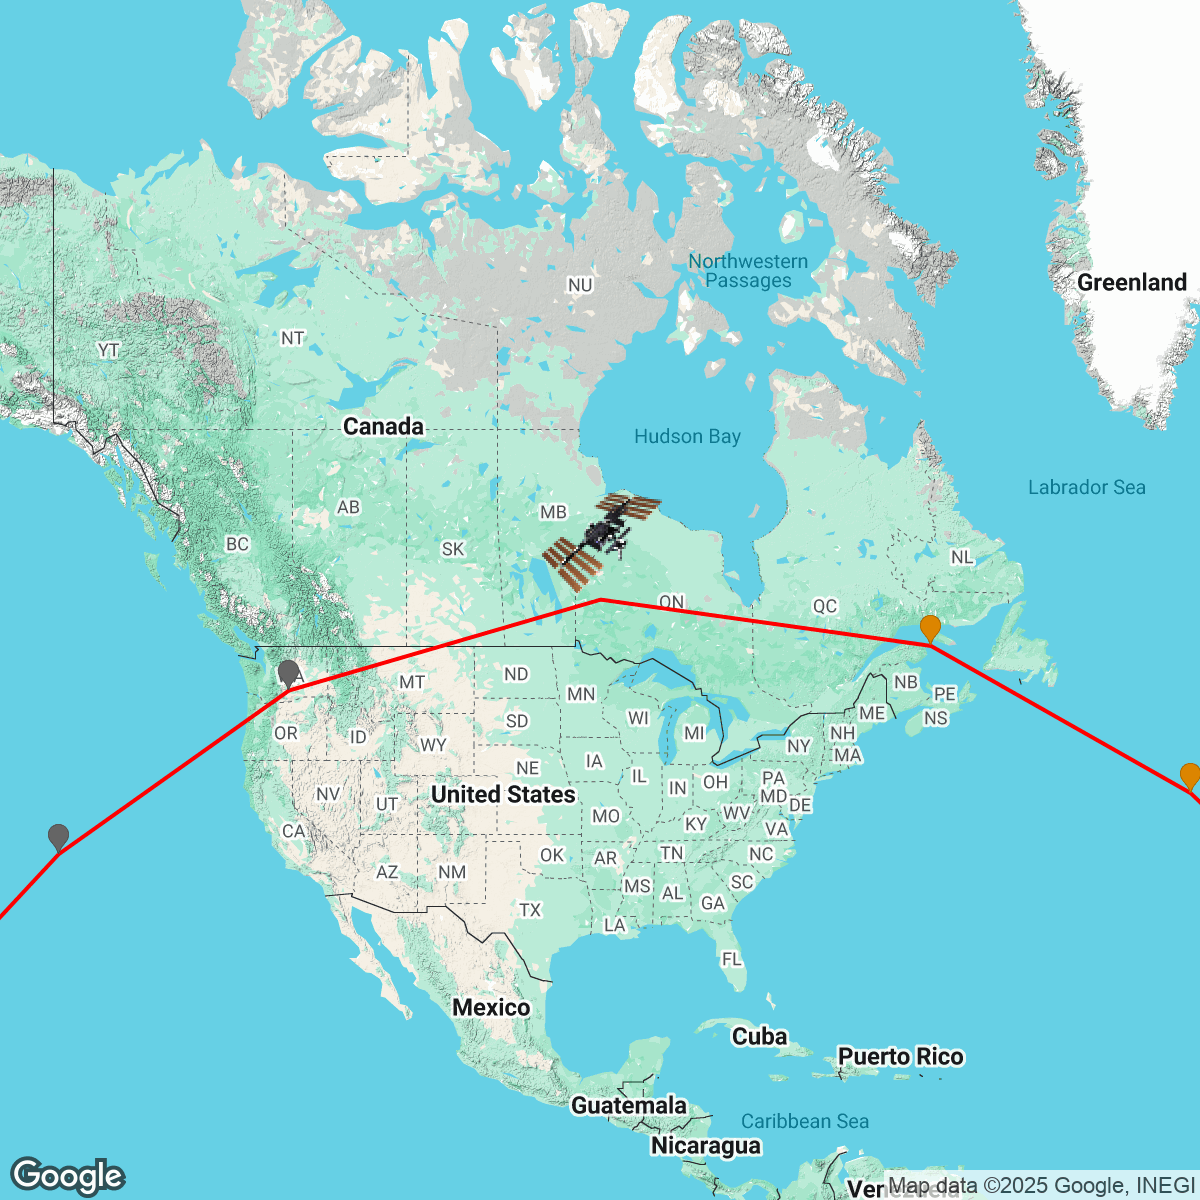 Northwestern
Passages
Greenland
NU
NT
YT
Canada
Hudson Bay
Labrador Sea
AB
MB
BC
SK
NL
ON
QC
WA
MT
ND
MN
NB
PE
ME
NS
SD
WI
MI
OR
ID
WY
NH
NY
MA
IA
NE
IL
IN
OH
PA
MD
DE
United States
NV
UT
MO
WV
KY
VA
CA
OK
AR
TN
NC
AZ
NM
MS
AL
SC
GA
TX
LA
FL
Mexico
Cuba
Puerto Rico
Guatemala
Caribbean Sea
Nicaragua
Venezuela
Google
Map data ©2025 Google, INEGI